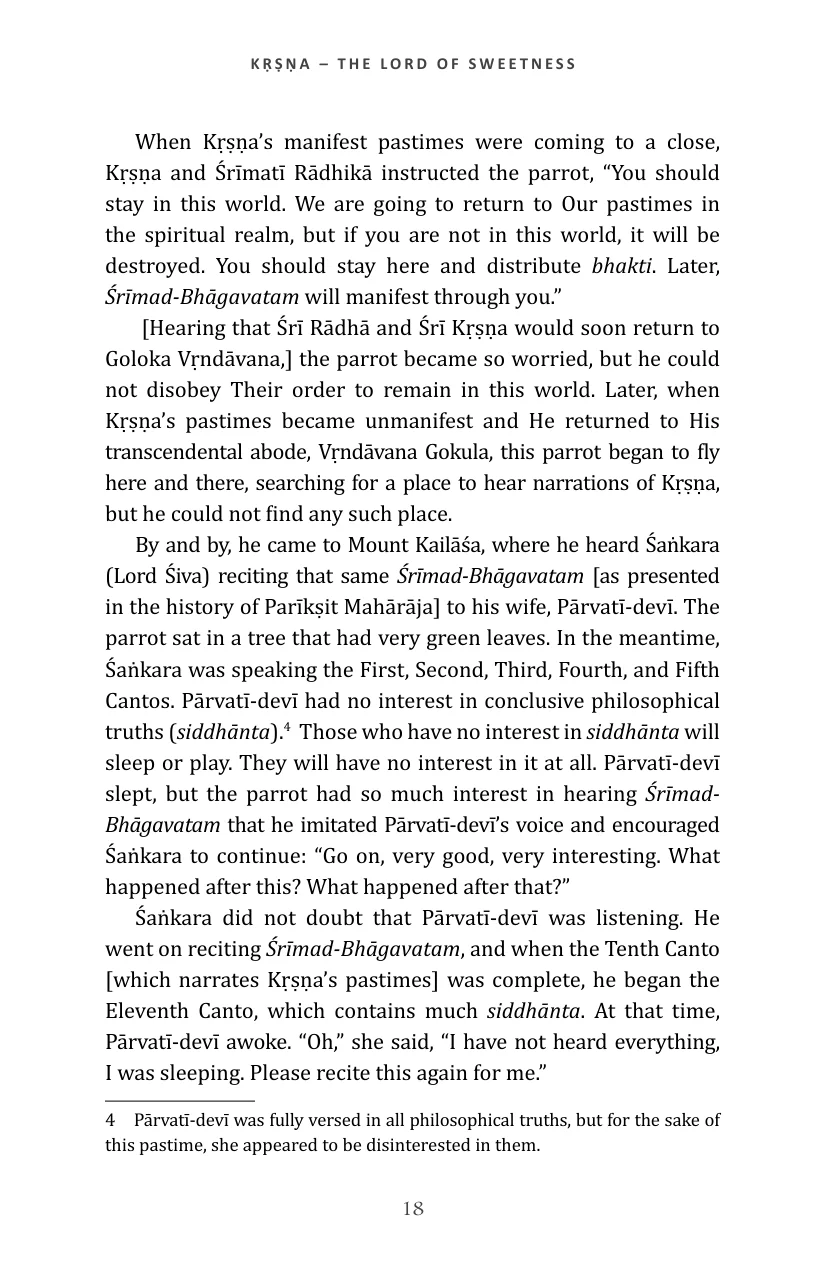 KṚṢṆA – THE LORD OF SWEETNESS
When Kṛṣṇa’s manifest pastimes were coming to a close,
Kṛṣṇa and Śrīmatī Rādhikā instructed the parrot, “You should
stay in this world. We are going to return to Our pastimes in
the spiritual realm, but if you are not in this world, it will be
destroyed. You should stay here and distribute bhakti. Later,
Śrīmad-Bhāgavatam will manifest through you.”
[Hearing that Śrī Rādhā and Śrī Kṛṣṇa would soon return to
Goloka Vṛndāvana,] the parrot became so worried, but he could
not disobey Their order to remain in this world. Later, when
Kṛṣṇa’s pastimes became unmanifest and He returned to His
transcendental abode, Vṛndāvana Gokula, this parrot began to fly
here and there, searching for a place to hear narrations of Kṛṣṇa,
but he could not find any such place.
By and by, he came to Mount Kailāśa, where he heard Śaṅkara
(Lord Śiva) reciting that same Śrīmad-Bhāgavatam [as presented
in the history of Parīkṣit Mahārāja] to his wife, Pārvatī-devī. The
parrot sat in a tree that had very green leaves. In the meantime,
Śaṅkara was speaking the First, Second, Third, Fourth, and Fifth
Cantos. Pārvatī-devī had no interest in conclusive philosophical
truths (siddhānta).⁴ Those who have no interest in siddhānta will
sleep or play. They will have no interest in it at all. Pārvatī-devī
slept, but the parrot had so much interest in hearing Śrīmad-
Bhāgavatam that he imitated Pārvatī-devī’s voice and encouraged
Śaṅkara to continue: “Go on, very good, very interesting. What
happened after this? What happened after that?”
Śaṅkara did not doubt that Pārvatī-devī was listening. He
went on reciting Śrīmad-Bhāgavatam, and when the Tenth Canto
[which narrates Kṛṣṇa’s pastimes] was complete, he began the
Eleventh Canto, which contains much siddhānta. At that time,
Pārvatī-devī awoke. “Oh,” she said, “I have not heard everything,
I was sleeping. Please recite this again for me.”
4 Pārvatī-devī was fully versed in all philosophical truths, but for the sake of
this pastime, she appeared to be disinterested in them.
18